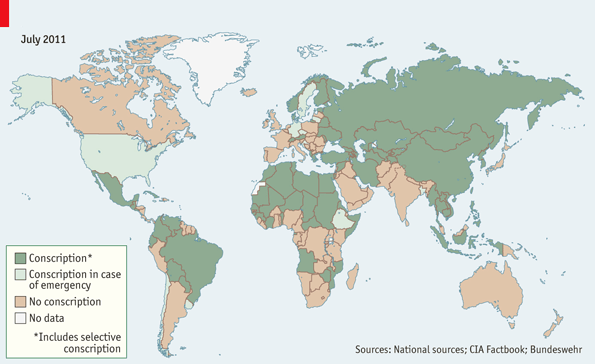 July 2011
Conscription*
Conscription in case
of emergency
No conscription
No data
*Includes selective
conscription
Sources: National sources; CIA Factbook; Bundeswehr